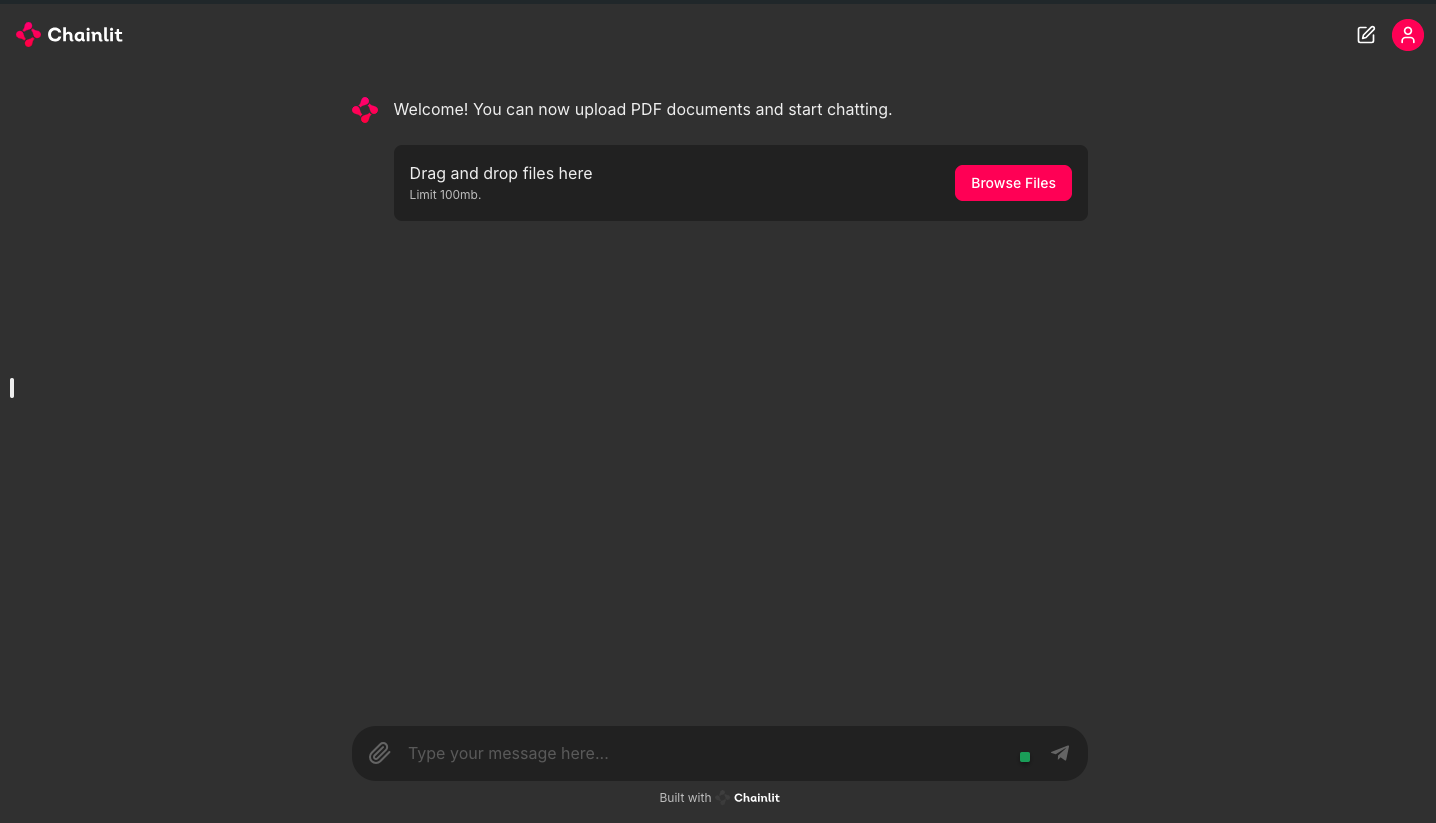 Chainlit
Welcome! You can now upload PDF documents and start chatting.
Drag and drop files here
Limit 100mb.
Browse Files
Type your message here...
Built with Chainlit